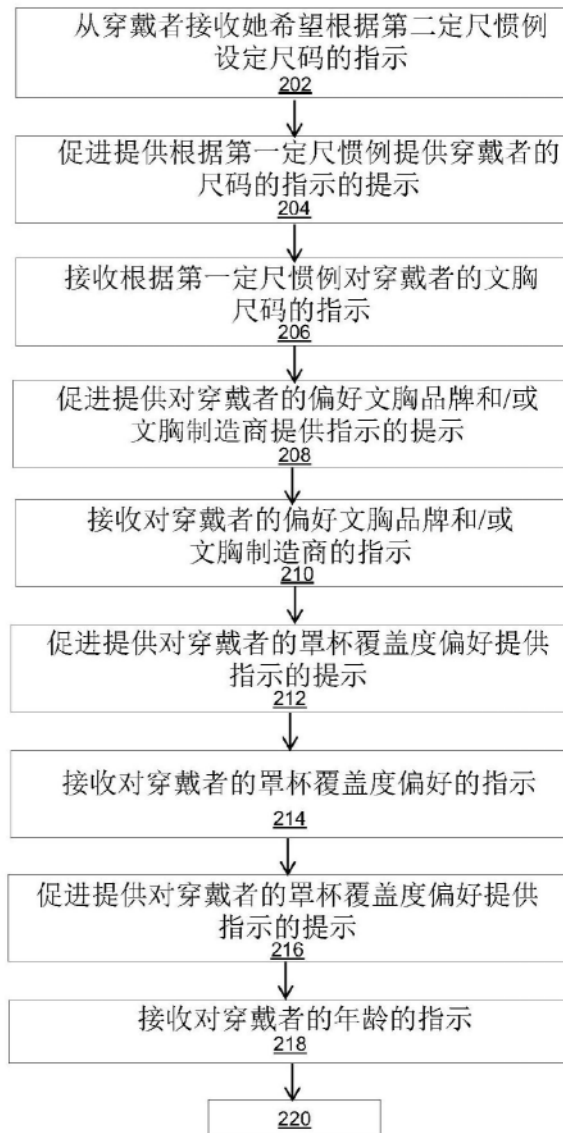 从穿戴者接收她希望根据第二定尺惯例
设定尺码的指示
202
促进提供根据第一定尺惯例提供穿戴者的
尺码的指示的提示
204
接收根据第一定尺惯例对穿戴者的文胸
尺码的指示
206
促进提供对穿戴者的偏好文胸品牌和/或
文胸制造商提供指示的提示
208
接收对穿戴者的偏好文胸品牌和/或
文胸制造商的指示
210
促进提供对穿戴者的罩杯覆盖度偏好提供
指示的提示
212
接收对穿戴者的罩杯覆盖度偏好的指示
214
促进提供对穿戴者的罩杯覆盖度偏好提供
指示的提示
216
接收对穿戴者的年龄的指示
218
220